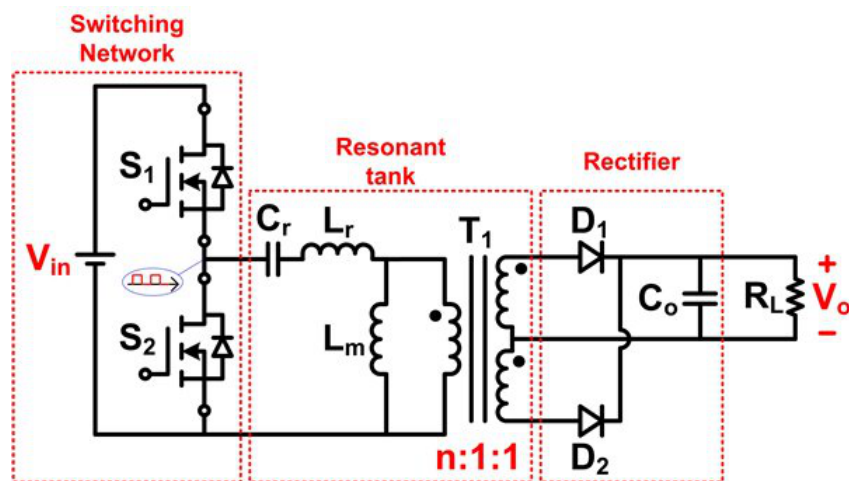 Switching
Network
Resonant
tank
Rectifier
S1
Cr
Lr
T1
D1
Vin
+
Vo
−
Co
RL
Lm
S2
D2
n:1:1